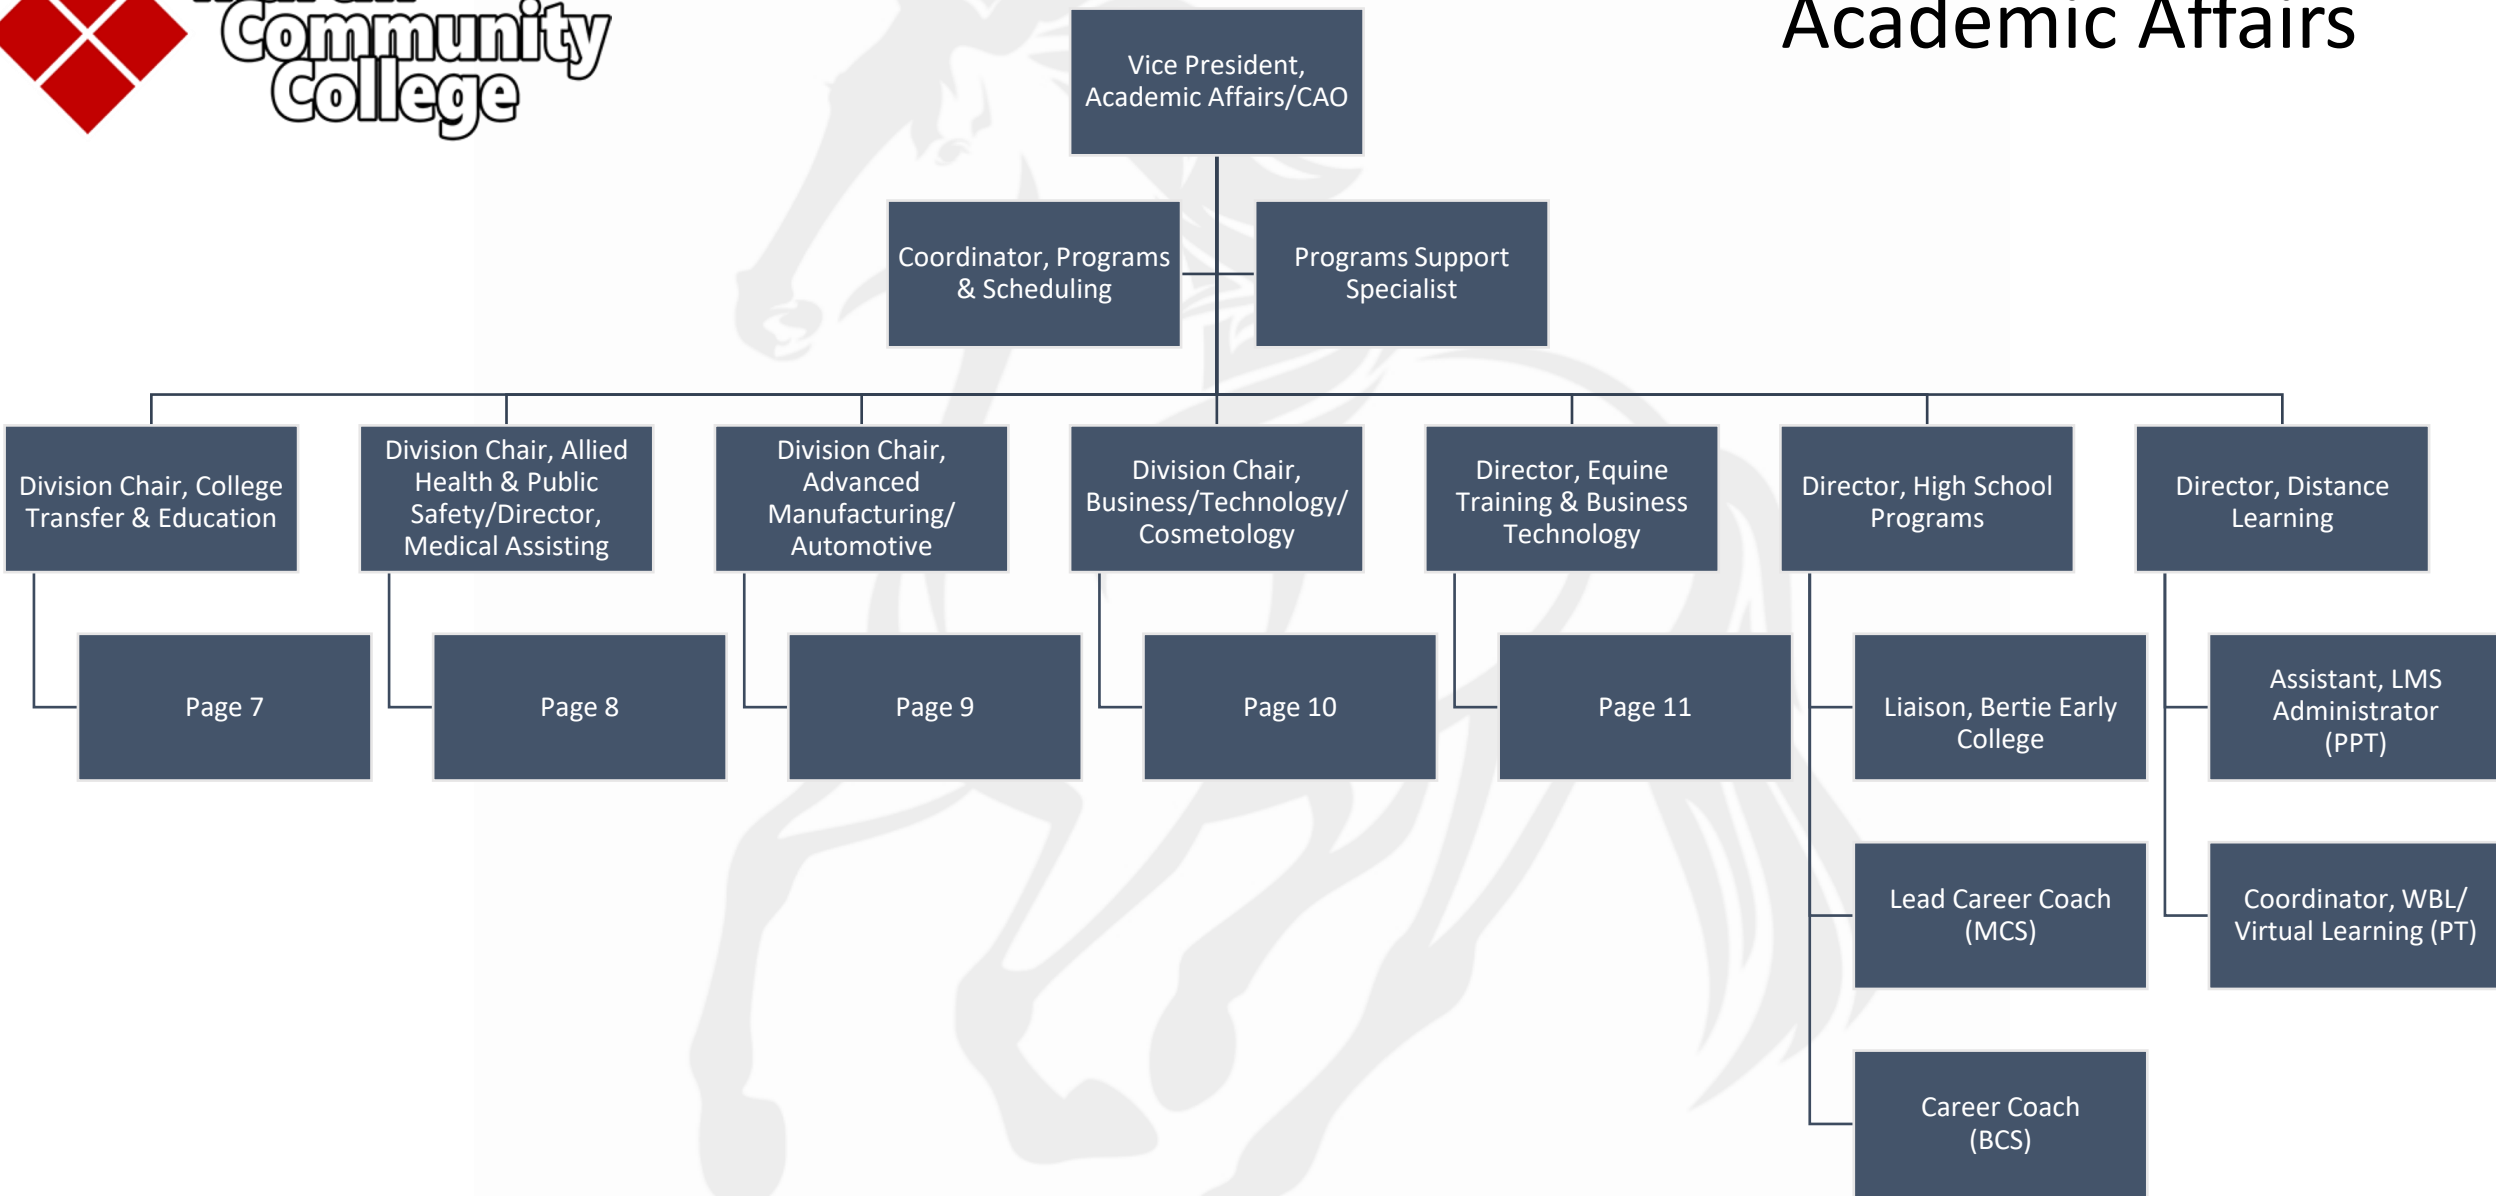 Community
College
Academic Affairs
Vice President,
Academic Affairs/CAO
Coordinator, Programs
& Scheduling
Programs Support
Specialist
Division Chair, College
Transfer & Education
Division Chair, Allied
Health & Public
Safety/Director,
Medical Assisting
Division Chair,
Advanced
Manufacturing/
Automotive
Division Chair,
Business/Technology/
Cosmetology
Director, Equine
Training & Business
Technology
Director, High School
Programs
Director, Distance
Learning
Page 7
Page 8
Page 9
Page 10
Page 11
Liaison, Bertie Early
College
Assistant, LMS
Administrator
(PPT)
Lead Career Coach
(MCS)
Coordinator, WBL/
Virtual Learning (PT)
Career Coach
(BCS)